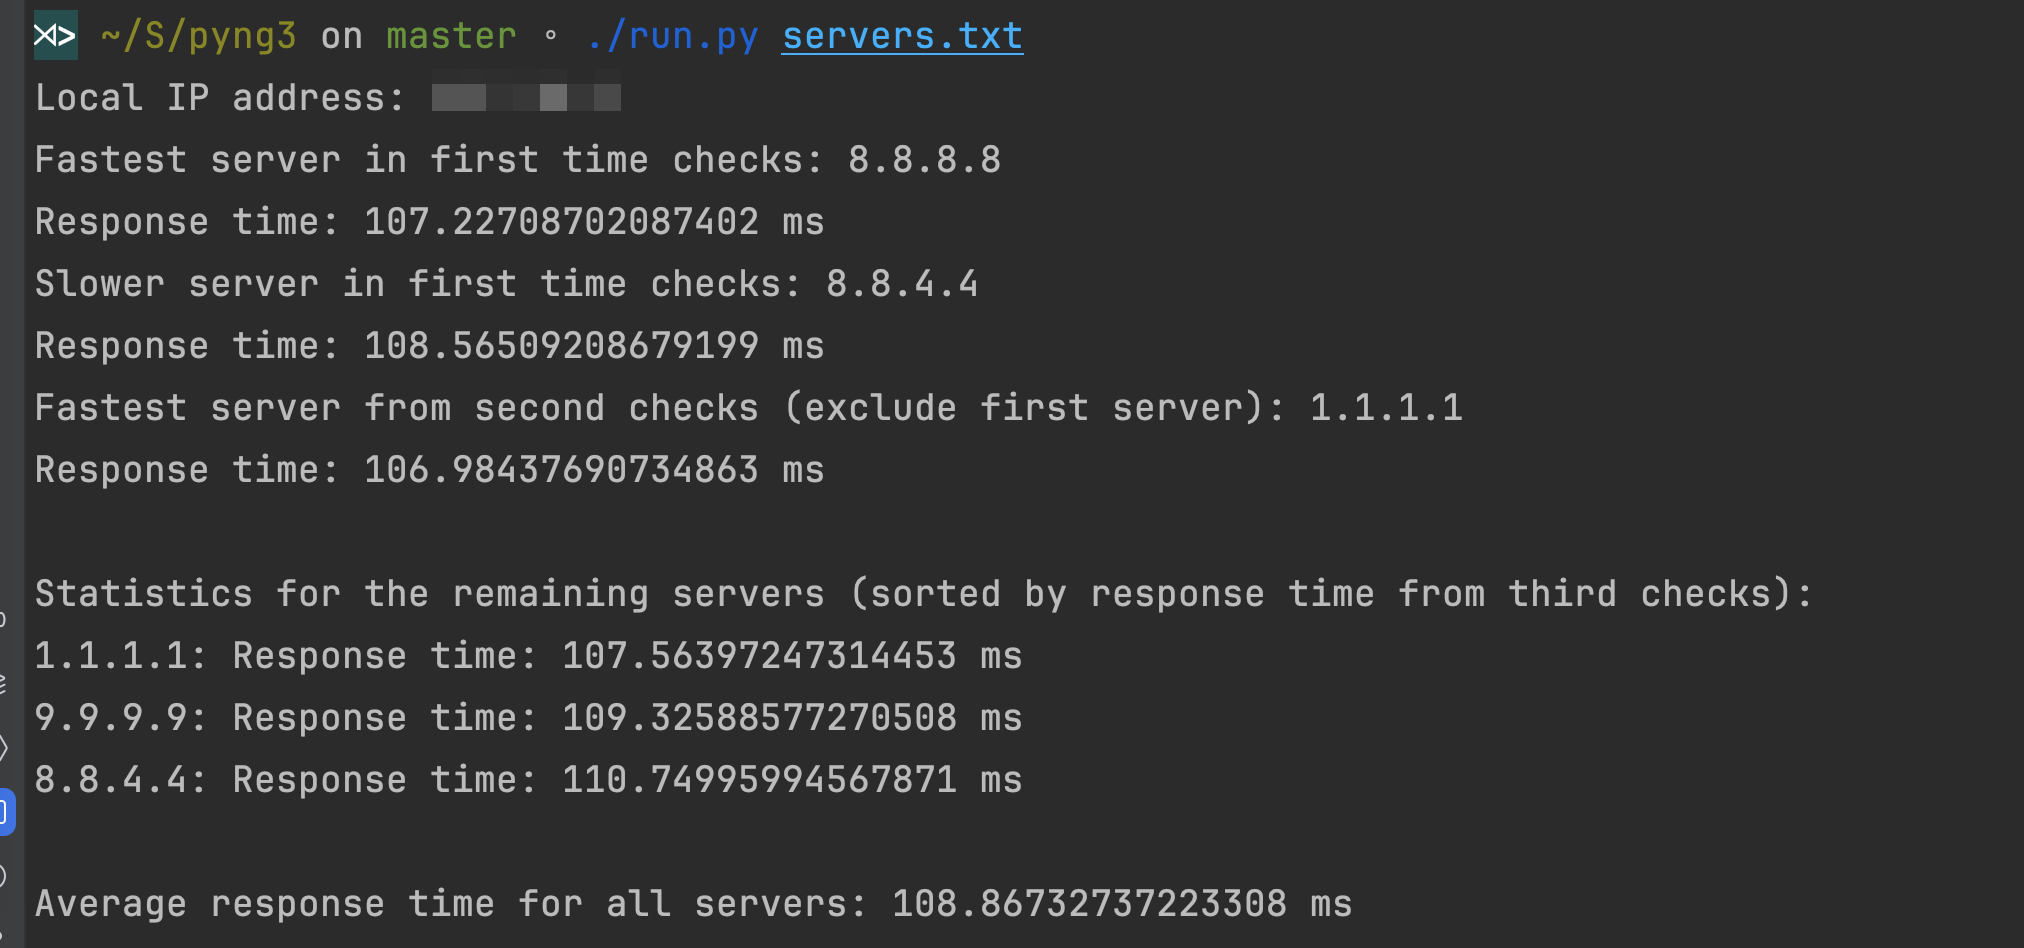 ~/S/pyng3 on master ◦ ./run.py servers.txt
Local IP address:
Fastest server in first time checks: 8.8.8.8
Response time: 107.22708702087402 ms
Slower server in first time checks: 8.8.4.4
Response time: 108.56509208679199 ms
Fastest server from second checks (exclude first server): 1.1.1.1
Response time: 106.98437690734863 ms
Statistics for the remaining servers (sorted by response time from third checks):
1.1.1.1: Response time: 107.56397247314453 ms
9.9.9.9: Response time: 109.32588577270508 ms
8.8.4.4: Response time: 110.74995994567871 ms
Average response time for all servers: 108.86732737223308 ms